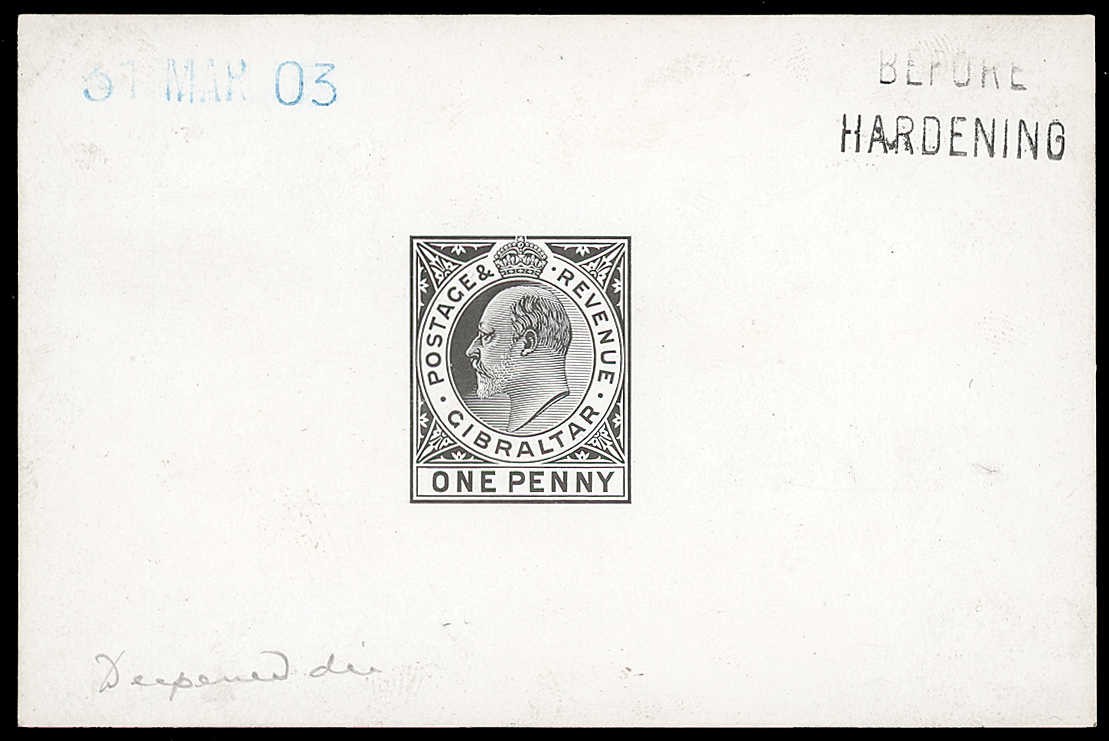 31 MAR 03
BEFORE
HARDENING
POSTAGE & · REVENUE ·
GIBRALTAR ·
ONE PENNY
Deepened die